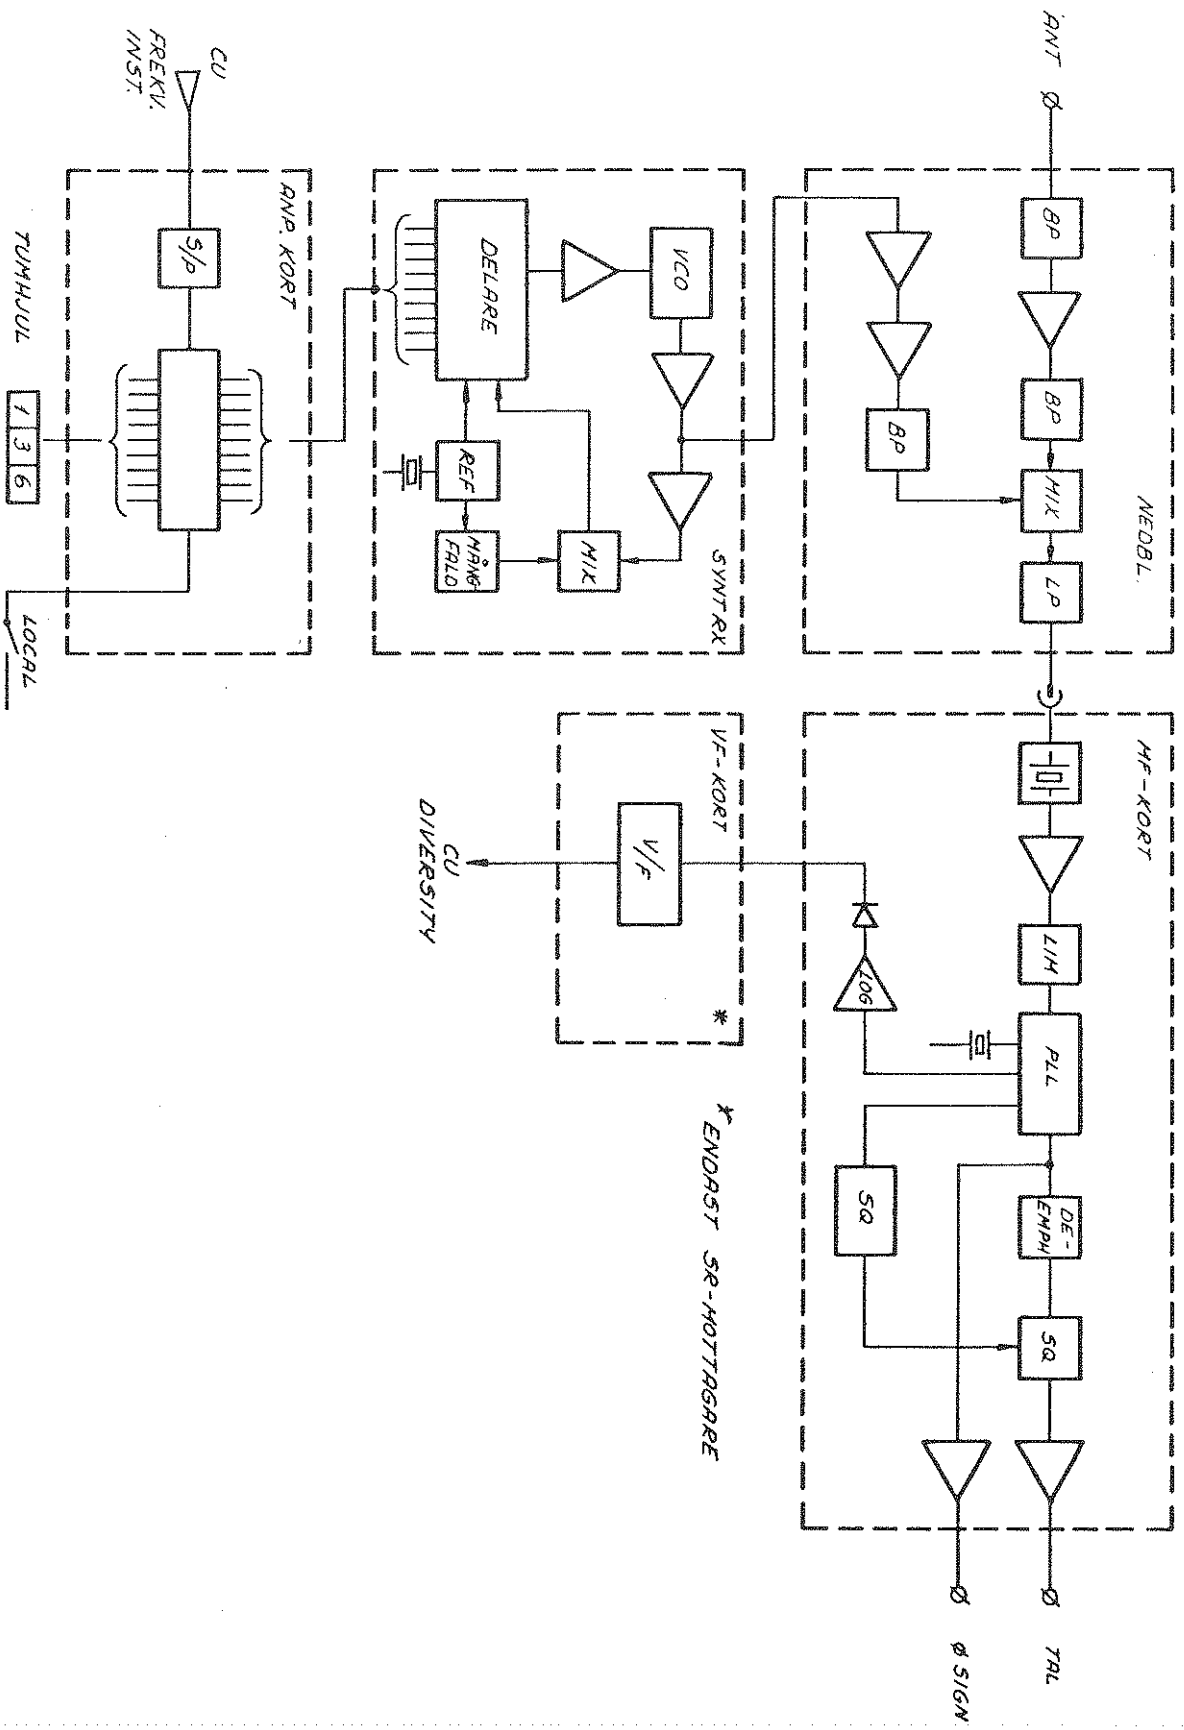 ANT
BP
BP
MIX
LP
BP
NEDBL.
MF-KORT
LIM
PLL
DE-
EMPH
SQ
TAL
LOG
SQ
Ø SIGN
SYNT RX
VCO
DELARE
MIX
REF
MÅNG-
FALD
VF-KORT
V/F
*
CU
DIVERSITY
* ENDAST SR-MOTTAGARE
ANP. KORT
CU
FREKV.
INST.
S/P
TUMHJUL
1 3 6
LOCAL